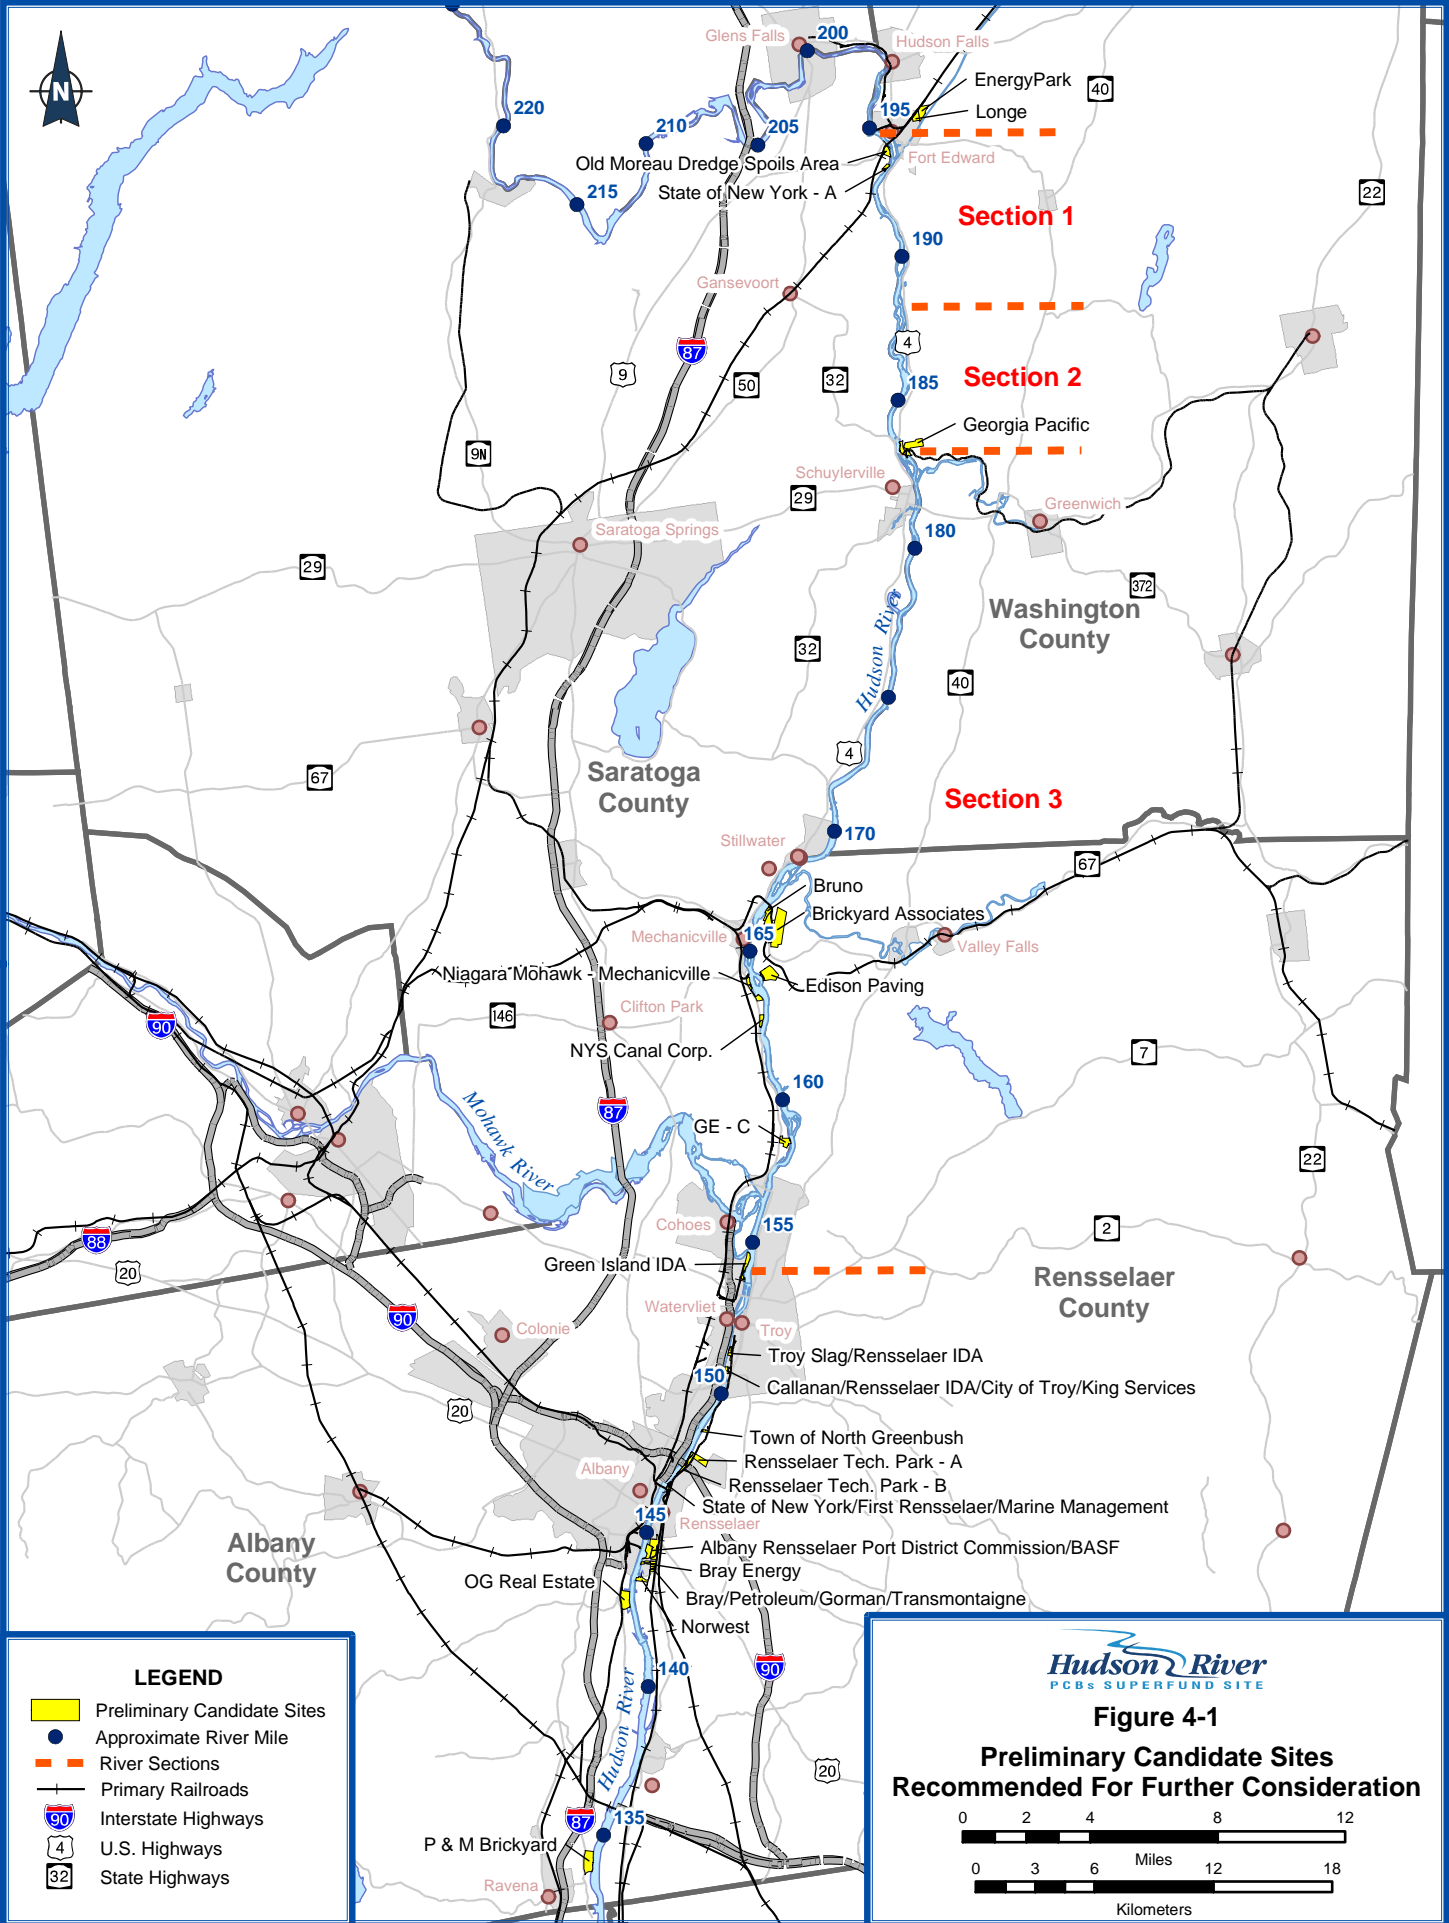 N
Glens Falls
200
Hudson Falls
EnergyPark
40
195
Longe
220
210
205
Old Moreau Dredge Spoils Area
Fort Edward
State of New York - A
215
22
Section 1
190
Gansevoort
87
4
9
50
32
185
Section 2
Georgia Pacific
9N
Schuylerville
29
Greenwich
Saratoga Springs
180
29
372
Washington
County
Hudson River
32
40
4
67
Saratoga
County
Section 3
170
Stillwater
67
Bruno
Brickyard Associates
Mechanicville
165
Valley Falls
Niagara Mohawk - Mechanicville
Edison Paving
90
146
Clifton Park
NYS Canal Corp.
7
160
87
Mohawk River
GE - C
22
Cohoes
155
2
88
20
Green Island IDA
Rensselaer
County
90
Watervliet
Troy
Colonie
Troy Slag/Rensselaer IDA
150
Callanan/Rensselaer IDA/City of Troy/King Services
20
Town of North Greenbush
Rensselaer Tech. Park - A
Albany
Rensselaer Tech. Park - B
State of New York/First Rensselaer/Marine Management
145
Rensselaer
Albany
County
Albany Rensselaer Port District Commission/BASF
Bray Energy
OG Real Estate
Bray/Petroleum/Gorman/Transmontaigne
Norwest
140
90
Hudson River
20
87
135
P & M Brickyard
Ravena
LEGEND
Preliminary Candidate Sites
Approximate River Mile
River Sections
Primary Railroads
90 Interstate Highways
4 U.S. Highways
32 State Highways
Hudson River
PCBs SUPERFUND SITE
Figure 4-1
Preliminary Candidate Sites
Recommended For Further Consideration
0 2 4 8 12
Miles
0 3 6 12 18
Kilometers